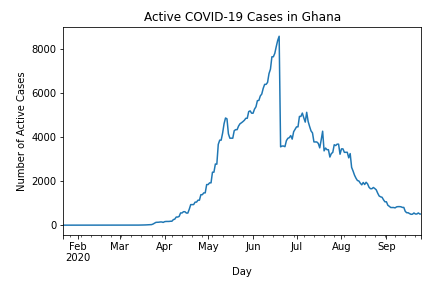 Active COVID-19 Cases in Ghana
Number of Active Cases
8000
6000
4000
2000
0
Feb Mar Apr May Jun Jul Aug Sep
2020
Day